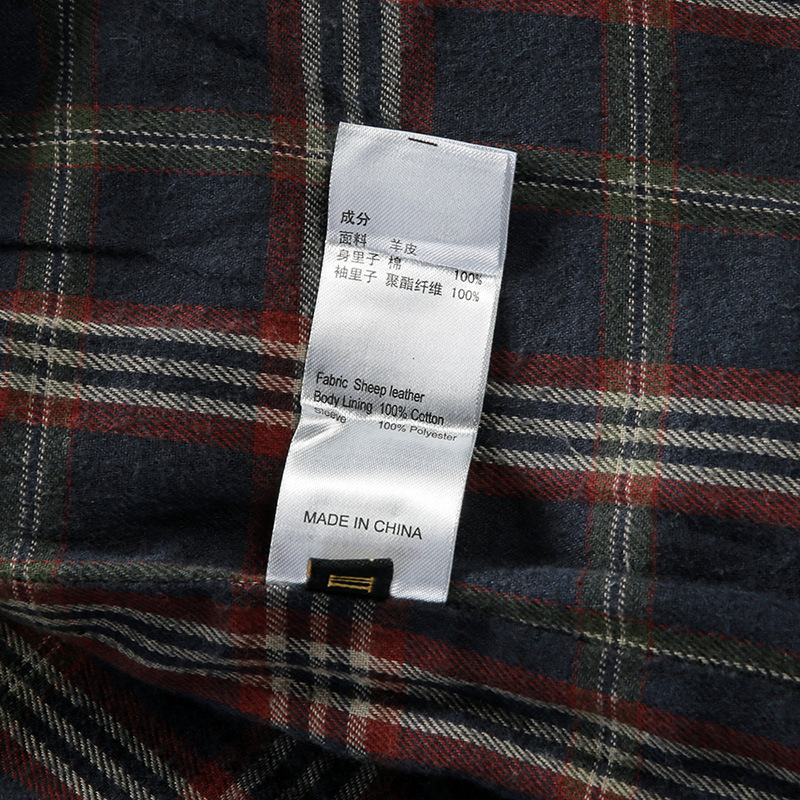 成分
面料 羊皮
身里子 棉 100%
袖里子 聚酯纤维 100%
Fabric Sheep leather
Body Lining 100% Cotton
Sleeve 100% Polyester
MADE IN CHINA